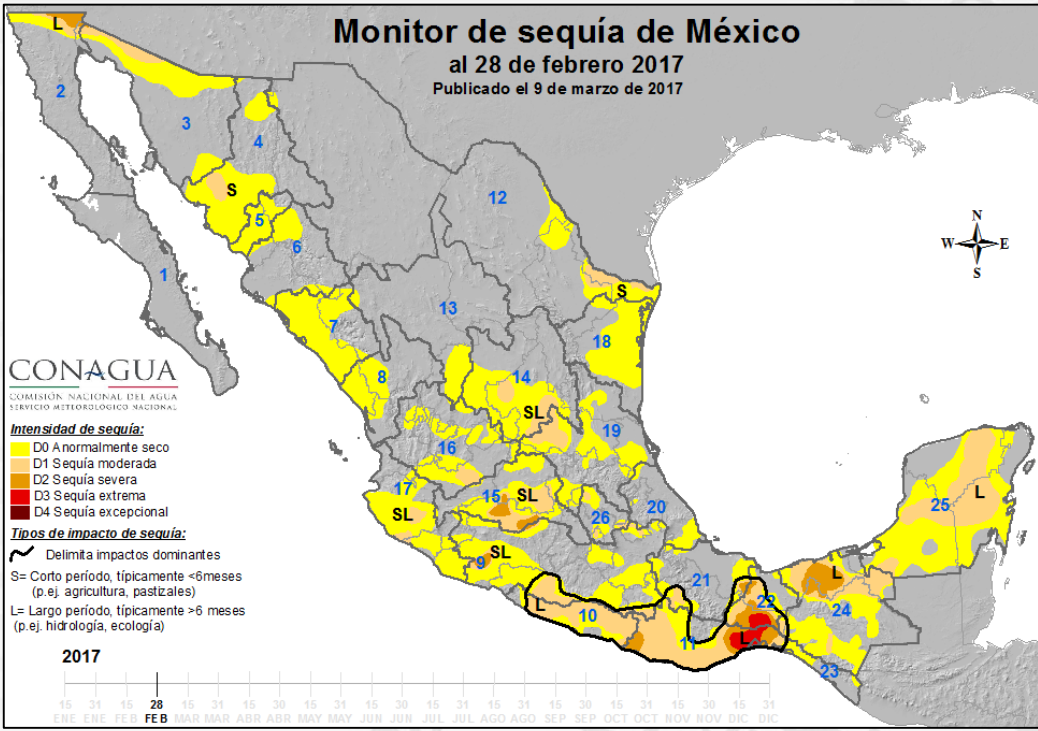 Monitor de sequía de México
al 28 de febrero 2017
Publicado el 9 de marzo de 2017
L
2
3
4
S
5
6
12
N
W E
S
1
13
S
7
18
8
14
SL
19
16
CONAGUA
COMISIÓN NACIONAL DEL AGUA
SERVICIO METEOROLÓGICO NACIONAL
Intensidad de sequía:
D0 Anormalmente seco
D1 Sequía moderada
D2 Sequía severa
D3 Sequía extrema
D4 Sequía excepcional
Tipos de impacto de sequía:
Delimita impactos dominantes
S= Corto período, típicamente <6meses
(p.ej. agricultura, pastizales)
L= Largo período, típicamente >6 meses
(p.ej. hidrología, ecología)
17
15
SL
SL
26
20
25
L
9
SL
21
L
22
24
L
10
11
L
23
2017
15 31 15 28 15 31 15 30 15 31 15 30 15 31 15 31 15 30 15 31 15 30 15 31
ENE ENE FEB FEB MAR MAR ABR ABR MAY MAY JUN JUN JUL JUL AGO AGO SEP SEP OCT OCT NOV NOV DIC DIC